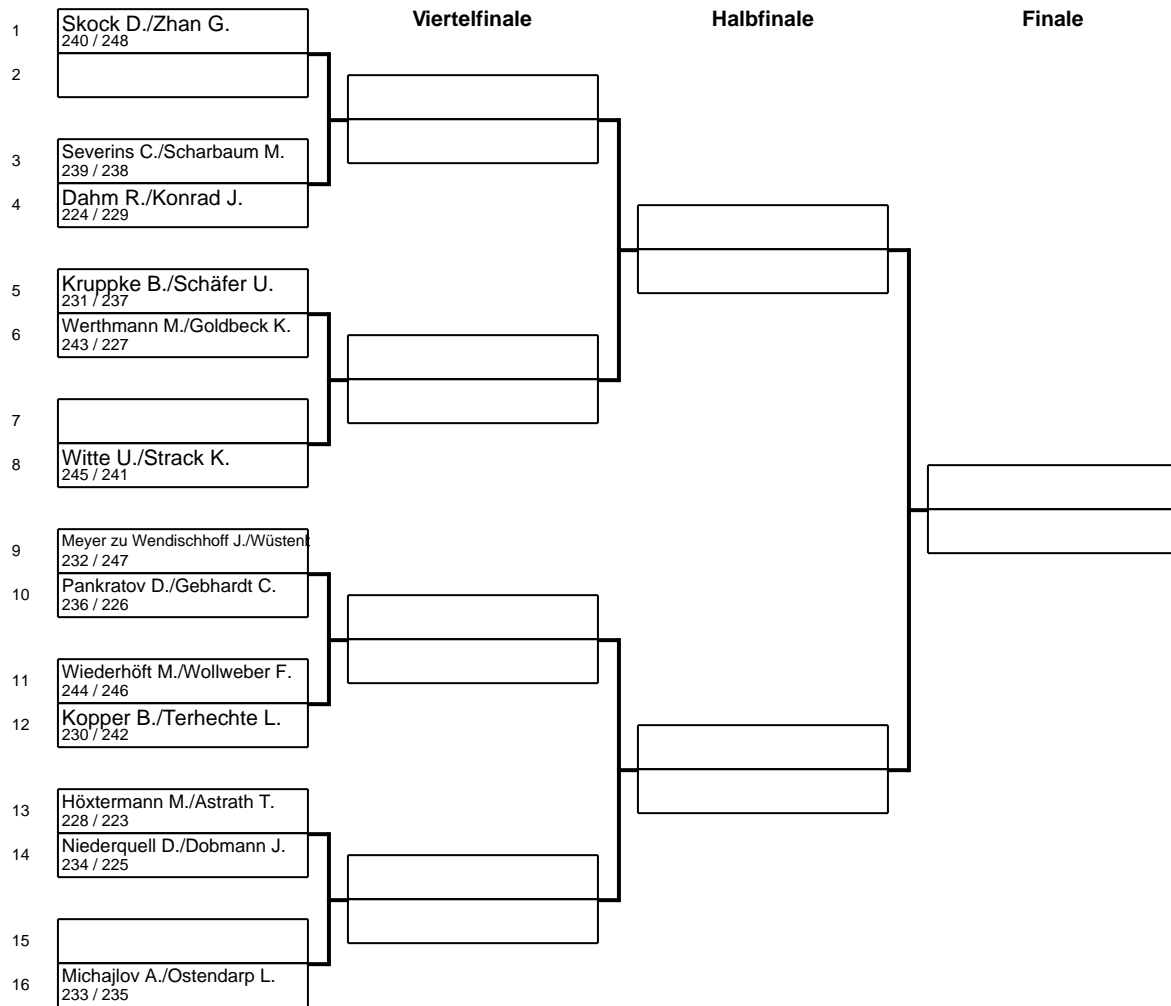 Viertelfinale
Halbfinale
Finale
1
Skock D./Zhan G.
240 / 248
2
3
Severins C./Scharbaum M.
239 / 238
4
Dahm R./Konrad J.
224 / 229
5
Kruppke B./Schäfer U.
231 / 237
6
Werthmann M./Goldbeck K.
243 / 227
7
8
Witte U./Strack K.
245 / 241
9
Meyer zu Wendischhoff J./
232 / 247
10
Pankratov D./Gebhardt C.
236 / 226
11
Wiederhöft M./Wollweber F.
244 / 246
12
Kopper B./Terhechte L.
230 / 242
13
Höxtermann M./Astrath T.
228 / 223
14
Niederquell D./Dobmann J.
234 / 225
15
16
Michajlov A./Ostendarp L.
233 / 235